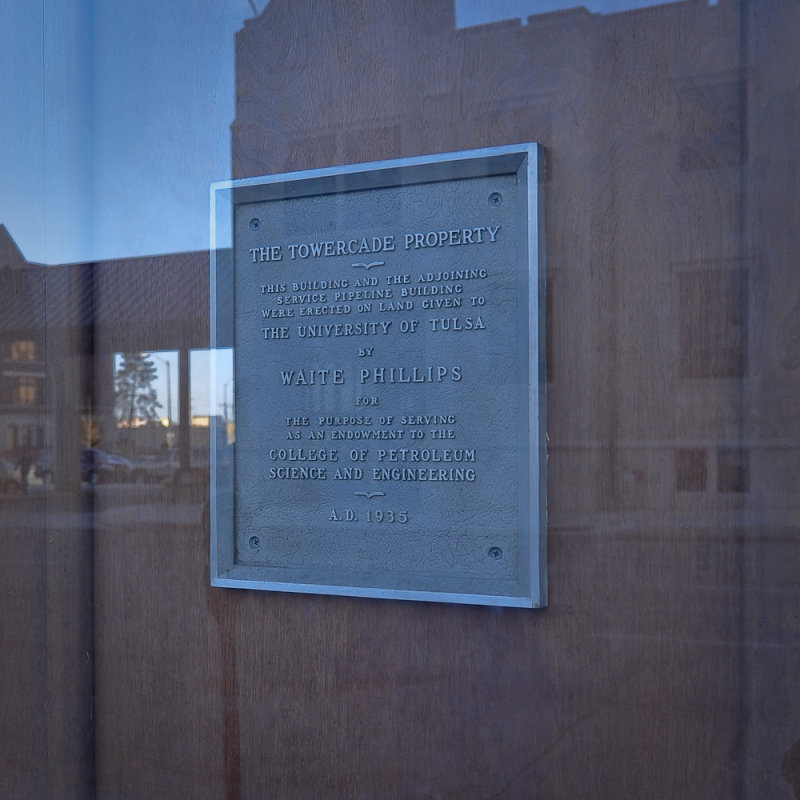 THE TOWERCADE PROPERTY
THIS BUILDING AND THE ADJOINING
SERVICE PIPELINE BUILDING
WERE ERECTED ON LAND GIVEN TO
THE UNIVERSITY OF TULSA
BY
WAITE PHILLIPS
FOR
THE PURPOSE OF SERVING
AS AN ENDOWMENT TO THE
COLLEGE OF PETROLEUM
SCIENCE AND ENGINEERING
A.D. 1935